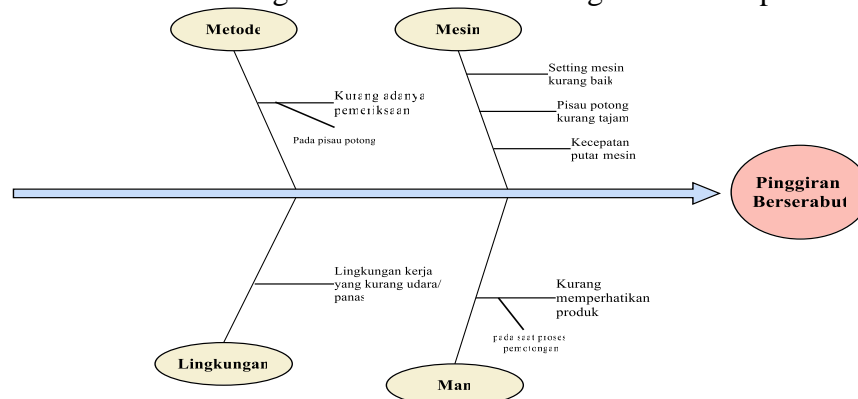 Metode
Mesin
Kurang adanya
pemeriksaan
Pada pisau potong
Setting mesin
kurang baik
Pisau potong
kurang tajam
Kecepatan
putar mesin
Pinggiran
Berserabut
Lingkungan kerja
yang kurang udara/
panas
Kurang
memperhatikan
produk
pada saat proses
pemotongan
Lingkungan
Man